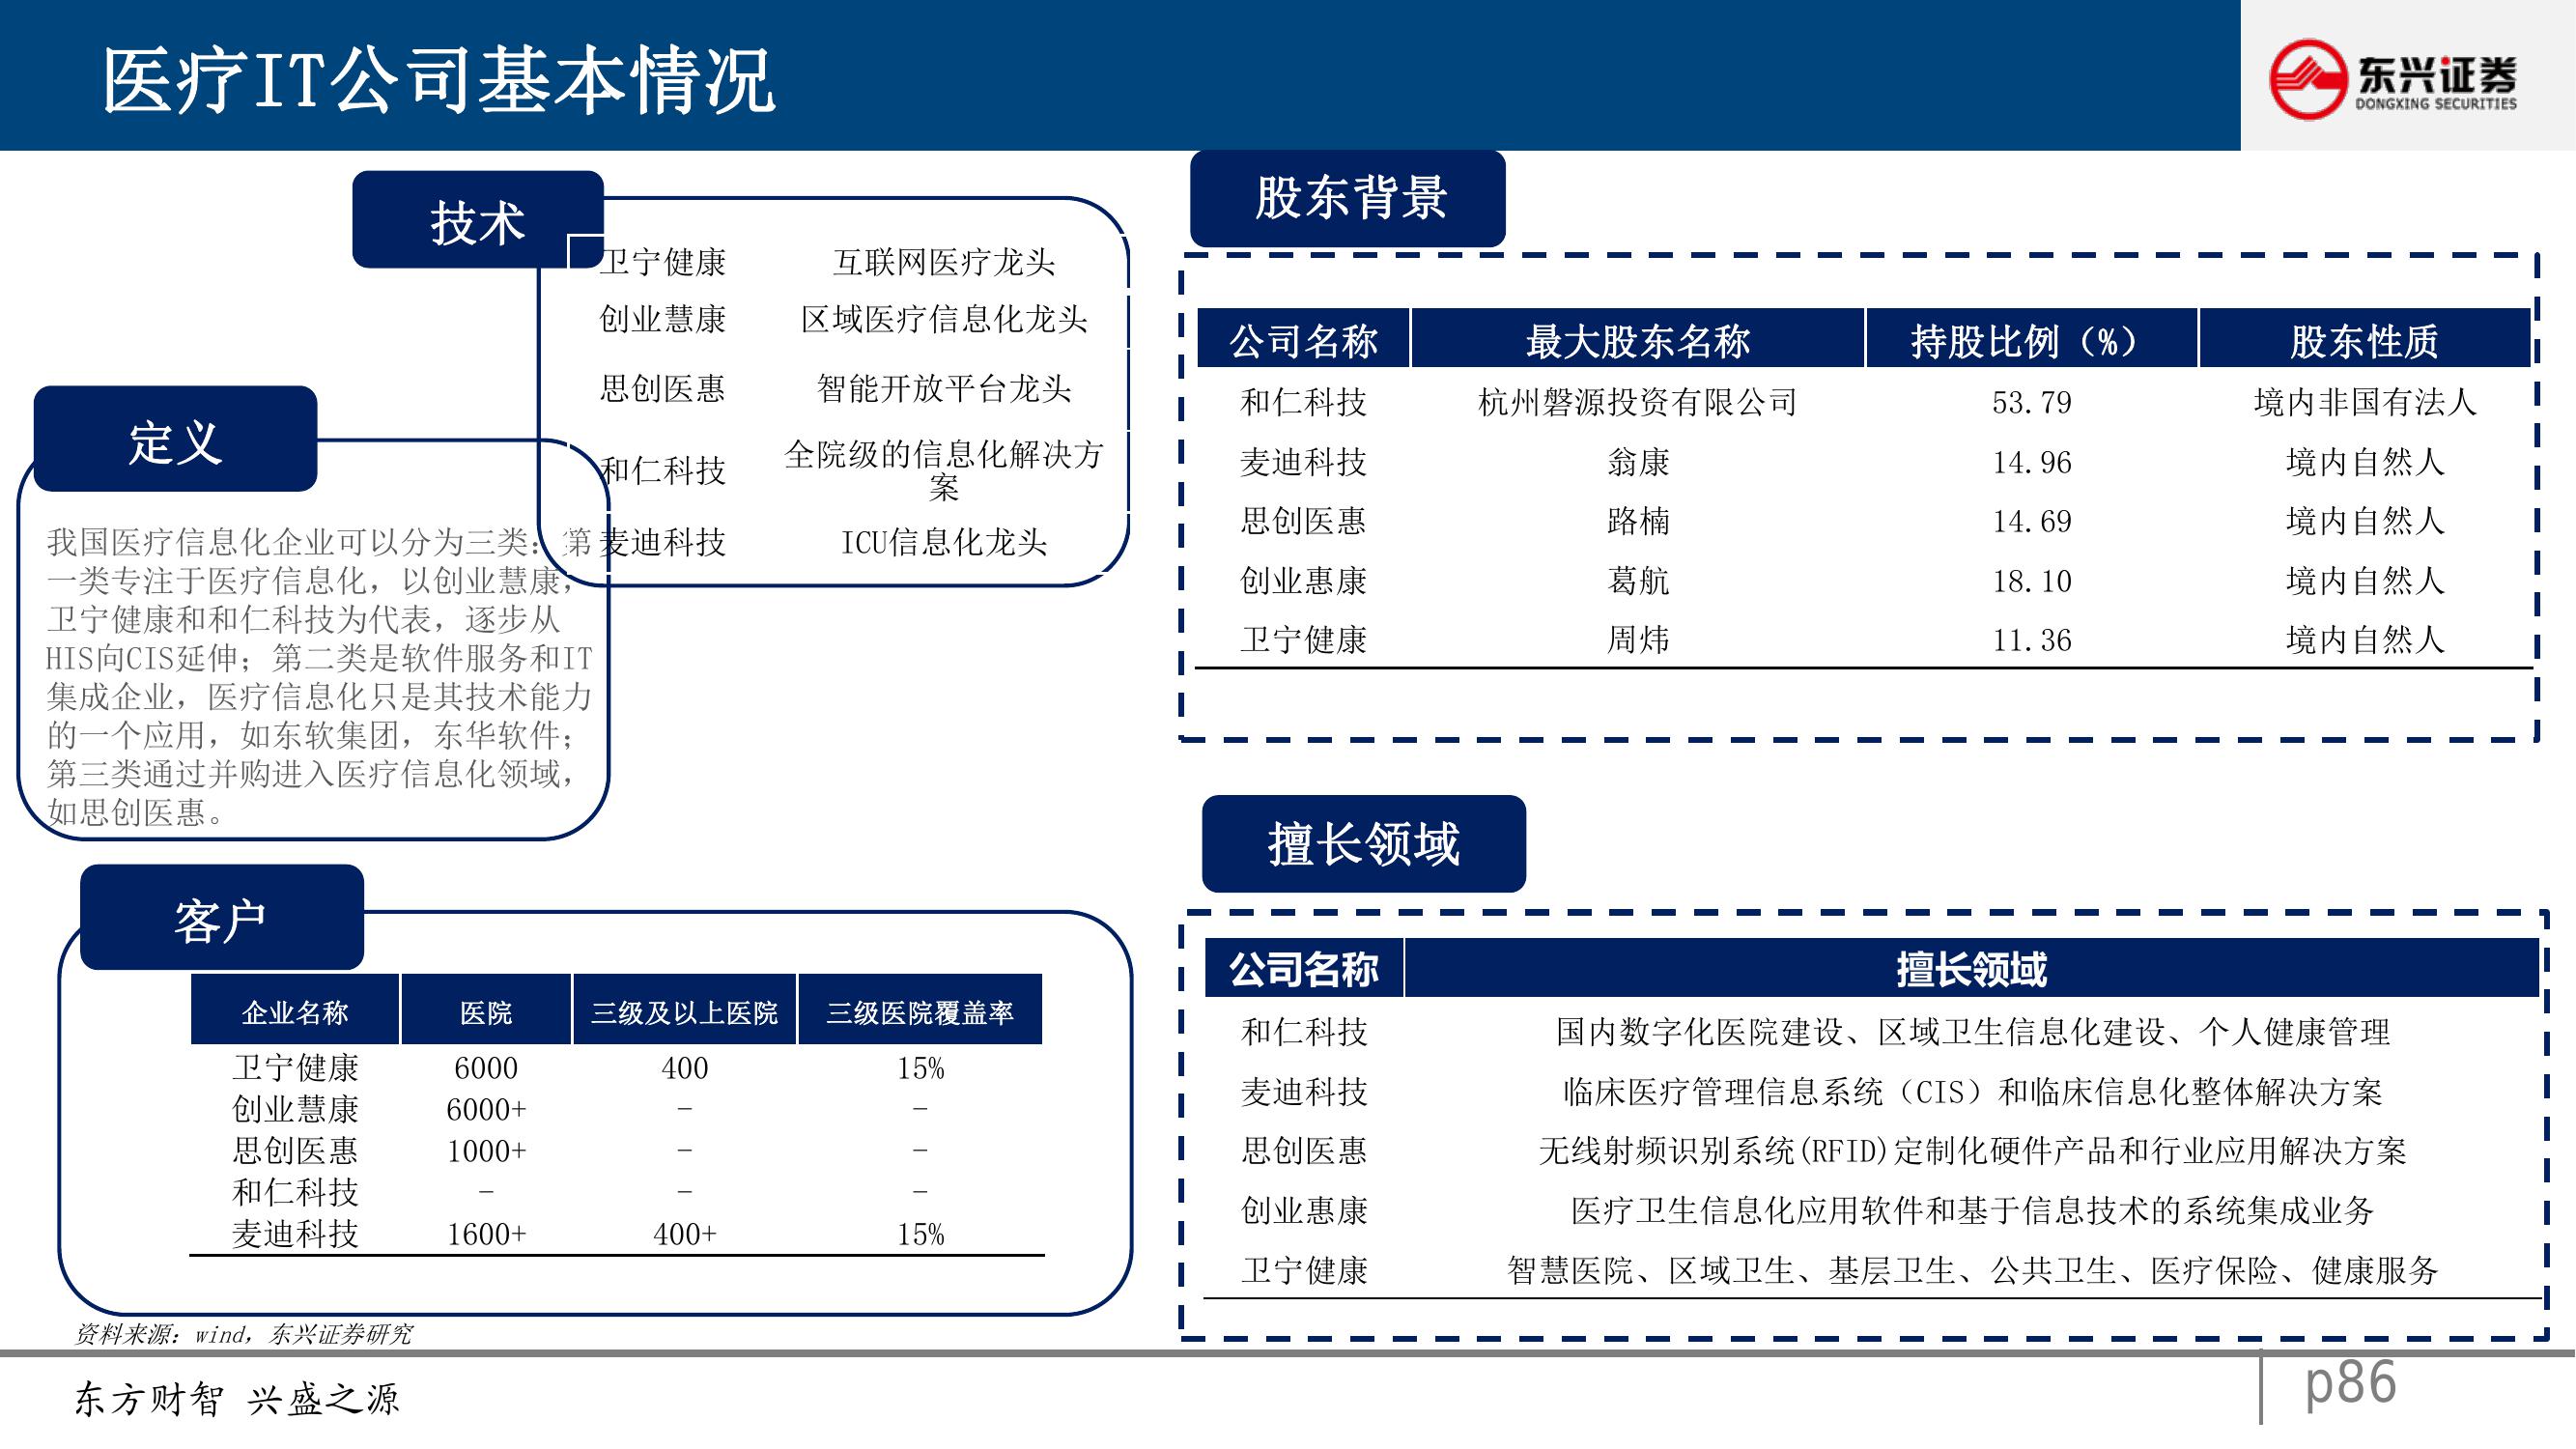 医疗IT公司基本情况
东兴证券
DONGXING SECURITIES
技术
卫宁健康 互联网医疗龙头
创业慧康 区域医疗信息化龙头
思创医惠 智能开放平台龙头
和仁科技 全院级的信息化解决方
案
麦迪科技 ICU信息化龙头
定义
我国医疗信息化企业可以分为三类：第
一类专注于医疗信息化，以创业慧康，
卫宁健康和和仁科技为代表，逐步从
HIS向CIS延伸；第二类是软件服务和IT
集成企业，医疗信息化只是其技术能力
的一个应用，如东软集团，东华软件；
第三类通过并购进入医疗信息化领域，
如思创医惠。
客户
企业名称 医院 三级及以上医院 三级医院覆盖率
卫宁健康 6000 400 15%
创业慧康 6000+ - -
思创医惠 1000+ - -
和仁科技 - - -
麦迪科技 1600+ 400+ 15%
股东背景
公司名称 最大股东名称 持股比例（%） 股东性质
和仁科技 杭州磐源投资有限公司 53.79 境内非国有法人
麦迪科技 翁康 14.96 境内自然人
思创医惠 路楠 14.69 境内自然人
创业惠康 葛航 18.10 境内自然人
卫宁健康 周炜 11.36 境内自然人
擅长领域
公司名称 擅长领域
和仁科技 国内数字化医院建设、区域卫生信息化建设、个人健康管理
麦迪科技 临床医疗管理信息系统（CIS）和临床信息化整体解决方案
思创医惠 无线射频识别系统(RFID)定制化硬件产品和行业应用解决方案
创业惠康 医疗卫生信息化应用软件和基于信息技术的系统集成业务
卫宁健康 智慧医院、区域卫生、基层卫生、公共卫生、医疗保险、健康服务
资料来源：wind，东兴证券研究
东方财智 兴盛之源
p86